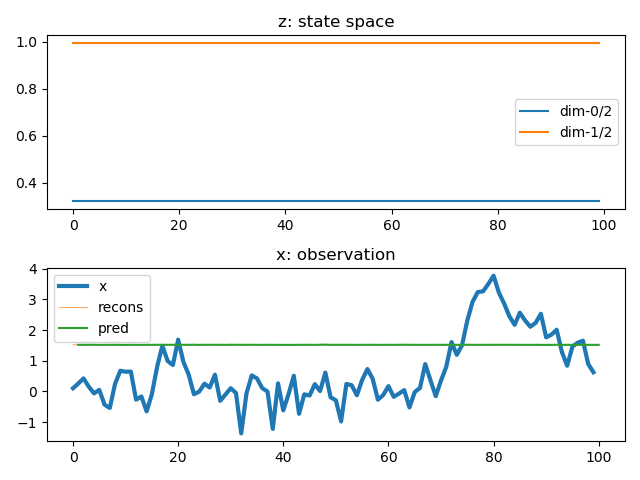 z: state space
1.0
0.8
0.6
0.4
dim-0/2
dim-1/2
0 20 40 60 80 100
x: observation
4
3
2
1
0
−1
x
recons
pred
0 20 40 60 80 100